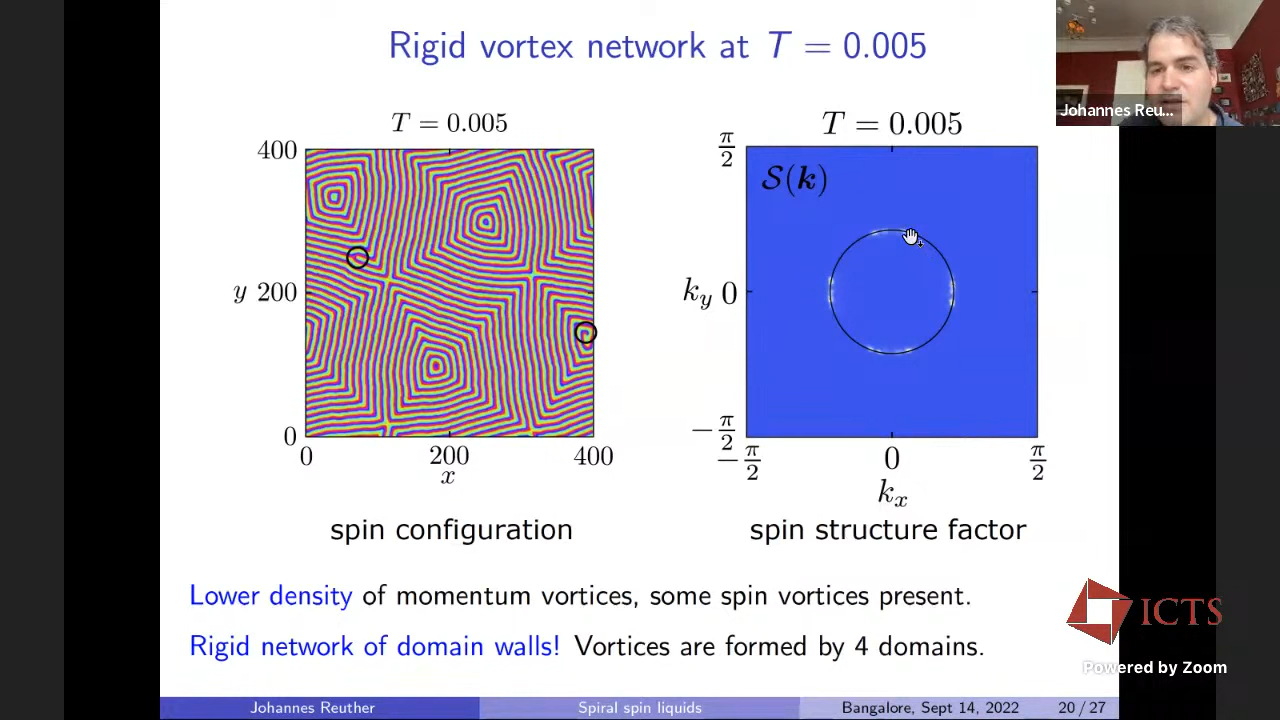 Rigid vortex network at T = 0.005
Johannes Reu...
T = 0.005
400
y 200
0
0 200 400
x
spin configuration
T = 0.005
π/2
S(k)
k_y 0
−π/2
−π/2 0 π/2
k_x
spin structure factor
Lower density of momentum vortices, some spin vortices present.
Rigid network of domain walls! Vortices are formed by 4 domains.
ICTS
Powered by Zoom
Johannes Reuther Spiral spin liquids Bangalore, Sept 14, 2022 20 / 27